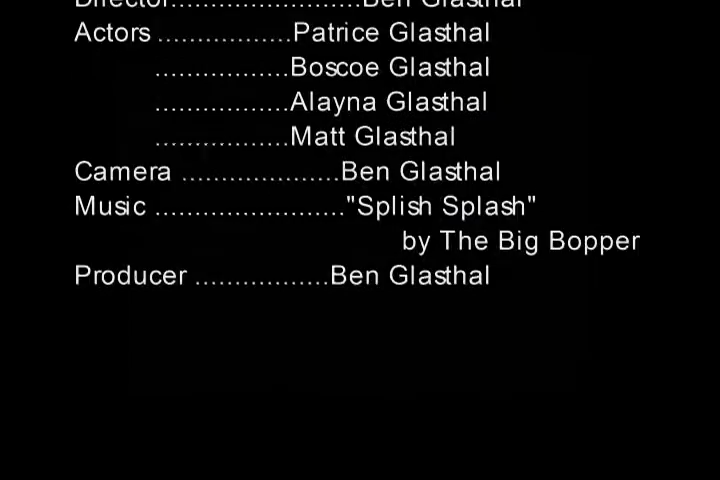 Director........................Ben Glasthal
Actors .................Patrice Glasthal
.................Boscoe Glasthal
.................Alayna Glasthal
.................Matt Glasthal
Camera ....................Ben Glasthal
Music ........................"Splish Splash"
by The Big Bopper
Producer .................Ben Glasthal